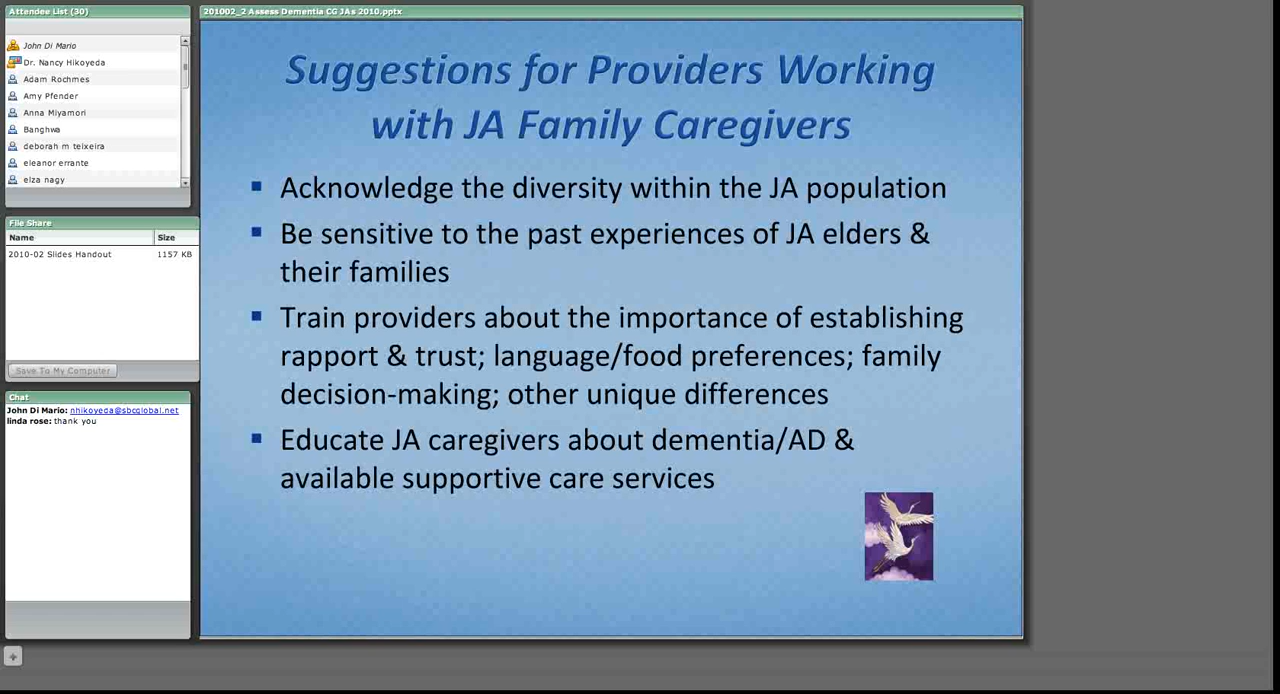 Attendee List (30)
John Di Mario
Dr. Nancy Hikoyeda
Adam Rochmes
Amy Pfender
Anna Miyamori
Banghwa
deborah m teixeira
eleanor errante
elza nagy
File Share
Name Size
2010-02 Slides Handout 1157 KB
Save To My Computer
Chat
John Di Mario: nhikoyeda@sbcglobal.net
linda rose: thank you
201002_2 Assess Dementia CG JAs 2010.pptx
Suggestions for Providers Working
with JA Family Caregivers
▪ Acknowledge the diversity within the JA population
▪ Be sensitive to the past experiences of JA elders &
their families
▪ Train providers about the importance of establishing
rapport & trust; language/food preferences; family
decision-making; other unique differences
▪ Educate JA caregivers about dementia/AD &
available supportive care services